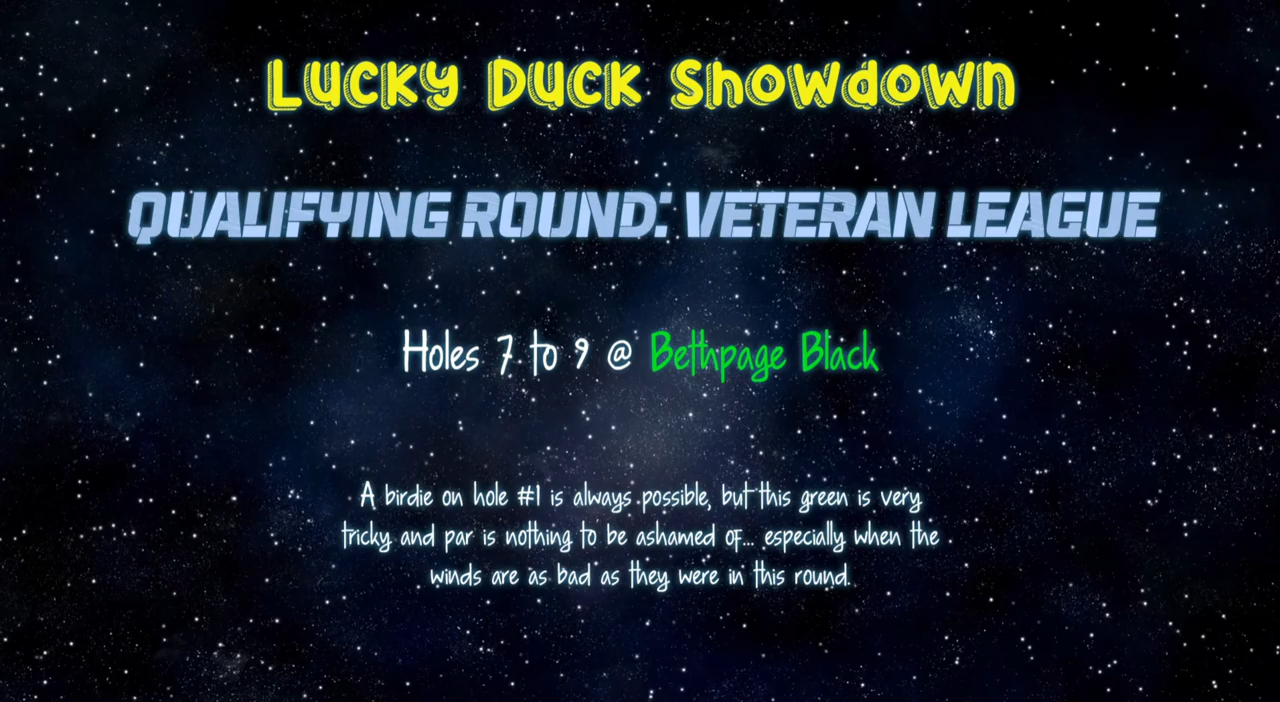 Lucky Duck Showdown
QUALIFYING ROUND: VETERAN LEAGUE
Holes 7 to 9 @ Bethpage Black
A birdie on hole #1 is always possible, but this green is very
tricky and par is nothing to be ashamed of... especially when the
winds are as bad as they were in this round.